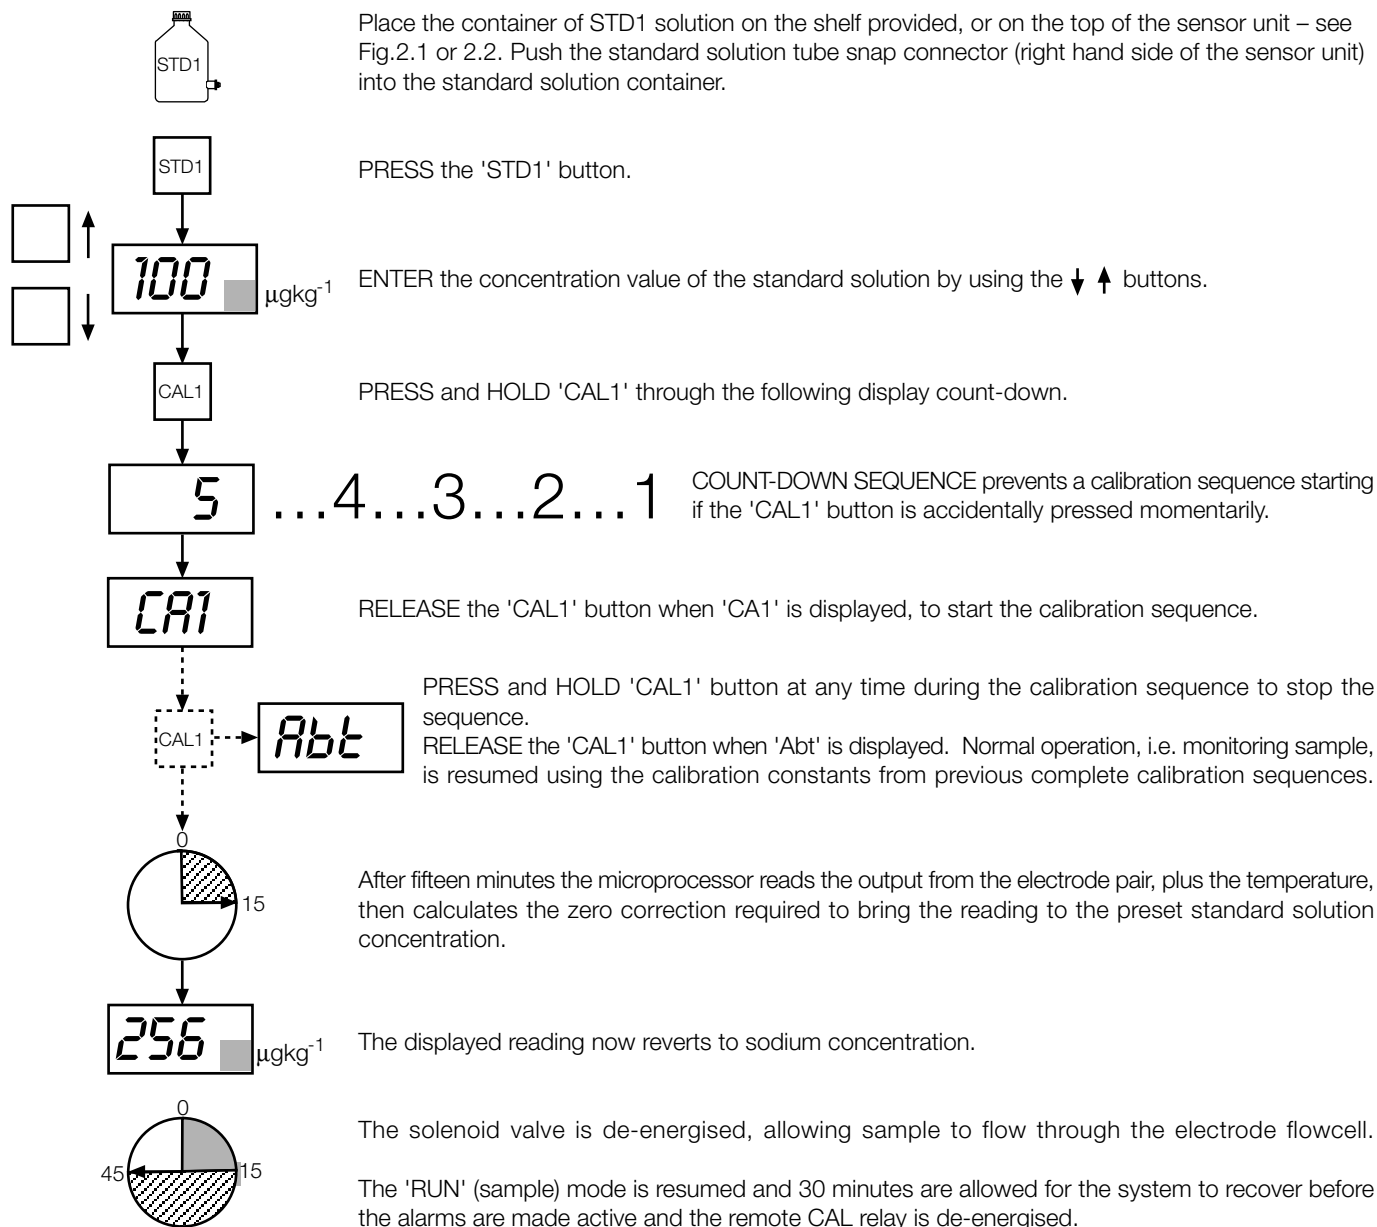 Place the container of STD1 solution on the shelf provided, or on the top of the sensor unit – see
Fig.2.1 or 2.2. Push the standard solution tube snap connector (right hand side of the sensor unit)
into the standard solution container.
STD1
STD1
PRESS the 'STD1' button.
100
µgkg-1
ENTER the concentration value of the standard solution by using the ↓ ↑ buttons.
CAL1
PRESS and HOLD 'CAL1' through the following display count-down.
5 ...4...3...2...1
COUNT-DOWN SEQUENCE prevents a calibration sequence starting
if the 'CAL1' button is accidentally pressed momentarily.
CA1
RELEASE the 'CAL1' button when 'CA1' is displayed, to start the calibration sequence.
CAL1
Abt
PRESS and HOLD 'CAL1' button at any time during the calibration sequence to stop the
sequence.
RELEASE the 'CAL1' button when 'Abt' is displayed. Normal operation, i.e. monitoring sample,
is resumed using the calibration constants from previous complete calibration sequences.
0
15
After fifteen minutes the microprocessor reads the output from the electrode pair, plus the temperature,
then calculates the zero correction required to bring the reading to the preset standard solution
concentration.
256
µgkg-1
The displayed reading now reverts to sodium concentration.
0
45
15
The solenoid valve is de-energised, allowing sample to flow through the electrode flowcell.
The 'RUN' (sample) mode is resumed and 30 minutes are allowed for the system to recover before
the alarms are made active and the remote CAL relay is de-energised.